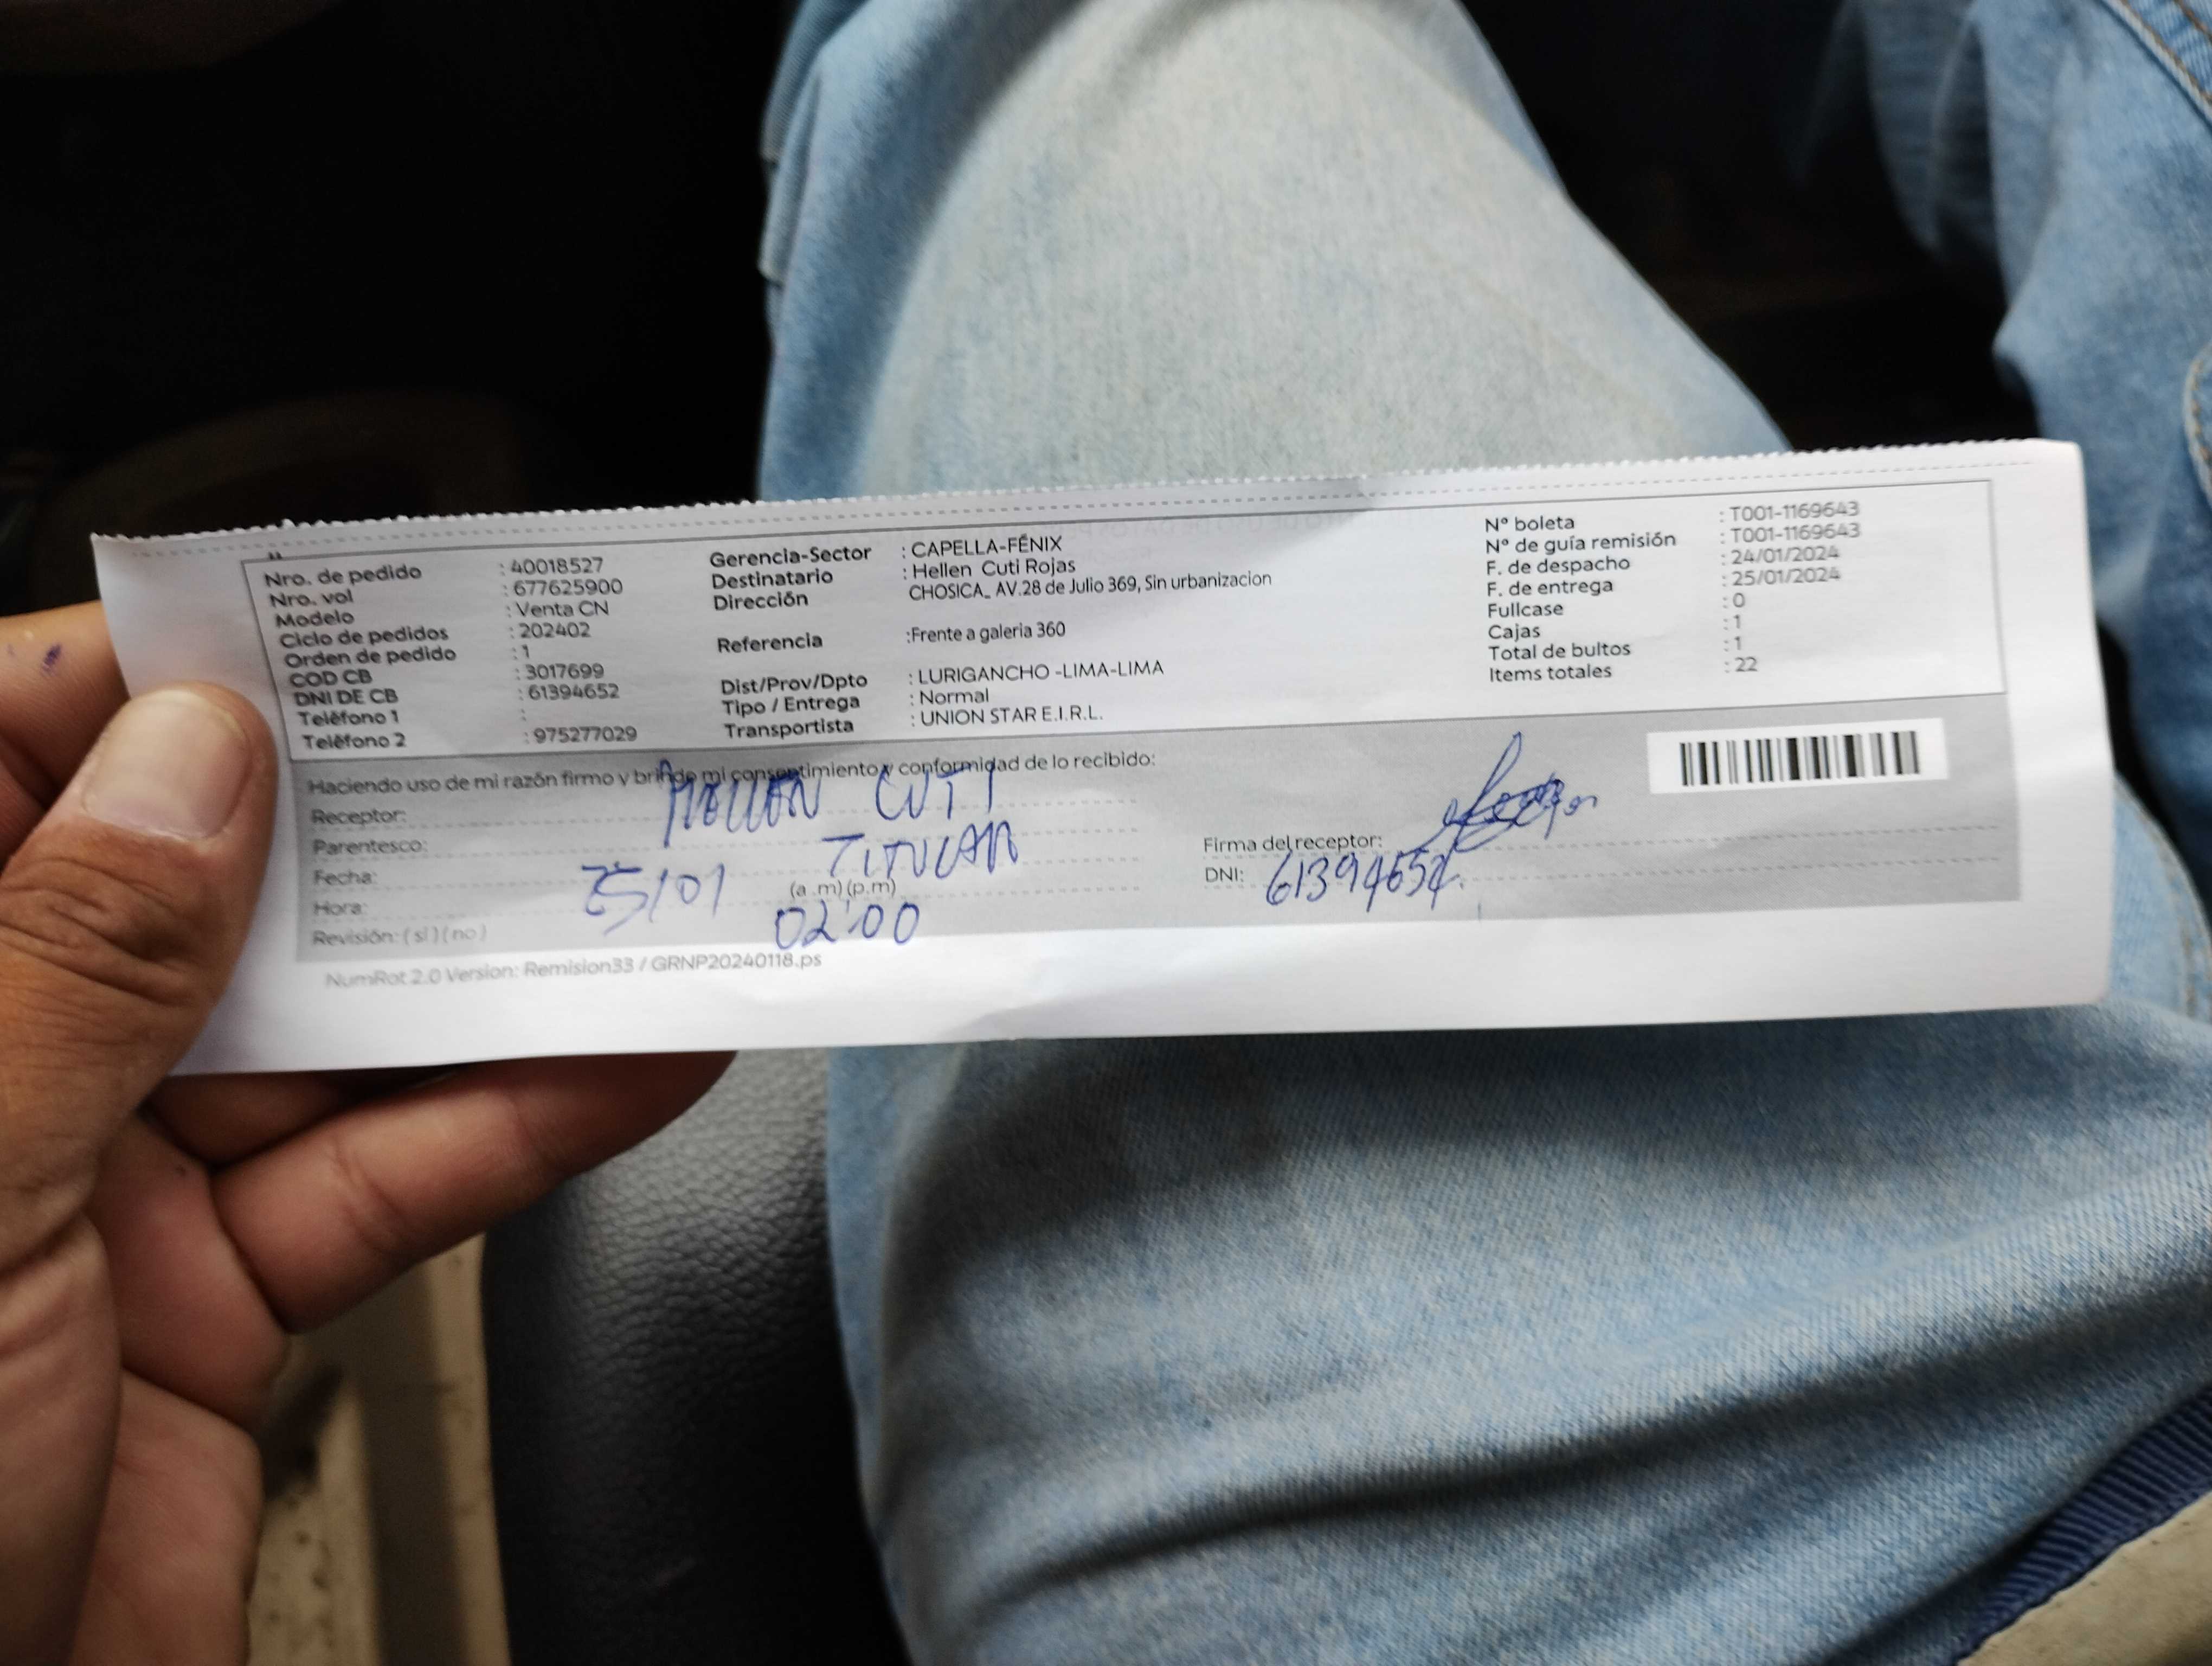 Nro. de pedido : 40018527
Nro. vol : 677625900
Modelo : Venta CN
Ciclo de pedidos : 202402
Orden de pedido : 1
COD CB : 3017699
DNI DE CB : 61394652
Teléfono 1 :
Teléfono 2 : 975277029
Gerencia-Sector : CAPELLA-FÉNIX
Destinatario : Hellen Cuti Rojas
Dirección CHOSICA_ AV.28 de Julio 369, Sin urbanizacion
Referencia :Frente a galeria 360
Dist/Prov/Dpto : LURIGANCHO -LIMA-LIMA
Tipo / Entrega : Normal
Transportista : UNION STAR E.I.R.L.
N° boleta : T001-1169643
N° de guía remisión : T001-1169643
F. de despacho : 24/01/2024
F. de entrega : 25/01/2024
Fullcase : 0
Cajas : 1
Total de bultos : 1
Items totales : 22
Haciendo uso de mi razón firmo y brindo mi consentimiento y conformidad de lo recibido:
Receptor: HELLEN CUTI
Parentesco: TITULAR
Fecha: 25/01
(a .m) (p.m)
Hora: 02:00
Revisión: ( si ) ( no )
Firma del receptor:
DNI: 61394652
NumRot 2.0 Version: Remision33 / GRNP20240118.ps